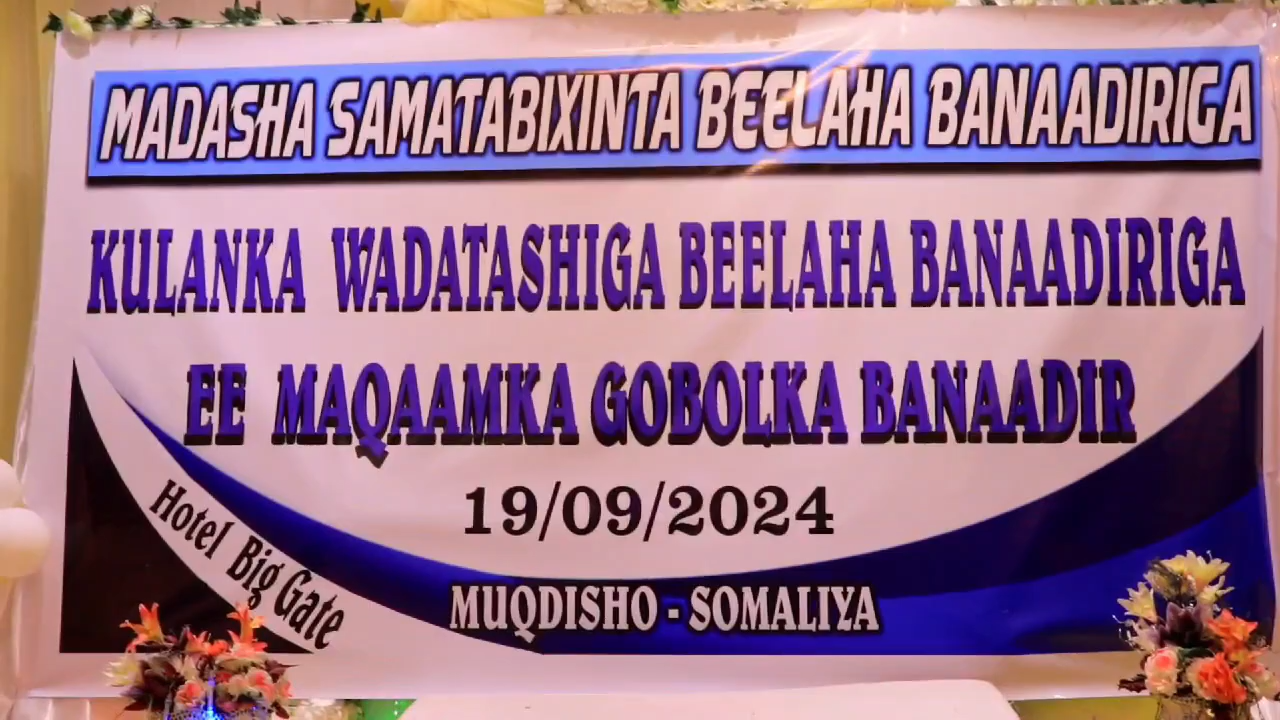 MADASHA SAMATABIXINTA BEELAHA BANAADIRIGA
KULANKA WADATASHIGA BEELAHA BANAADIRIGA
EE MAQAAMKA GOBOLKA BANAADIR
19/09/2024
Hotel Big Gate
MUQDISHO - SOMALIYA